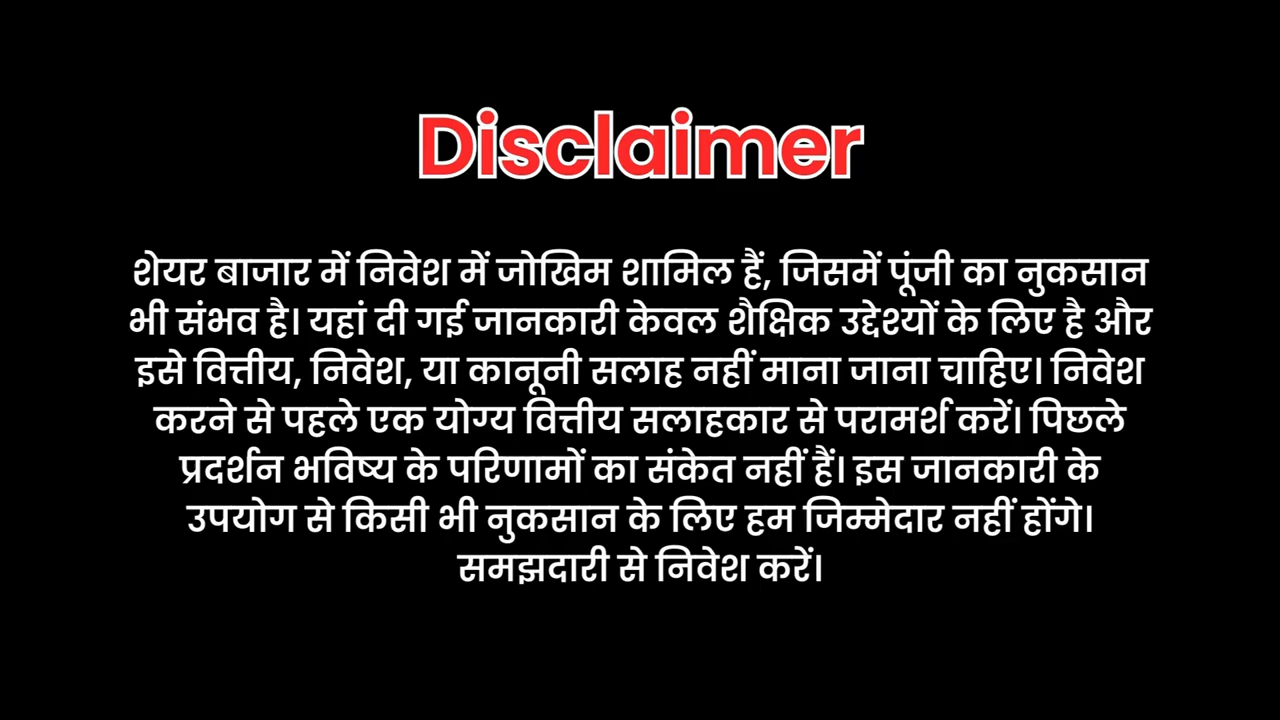 Disclaimer
शेयर बाजार में निवेश में जोखिम शामिल हैं, जिसमें पूंजी का नुकसान
भी संभव है। यहां दी गई जानकारी केवल शैक्षिक उद्देश्यों के लिए है और
इसे वित्तीय, निवेश, या कानूनी सलाह नहीं माना जाना चाहिए। निवेश
करने से पहले एक योग्य वित्तीय सलाहकार से परामर्श करें। पिछले
प्रदर्शन भविष्य के परिणामों का संकेत नहीं हैं। इस जानकारी के
उपयोग से किसी भी नुकसान के लिए हम जिम्मेदार नहीं होंगे।
समझदारी से निवेश करें।